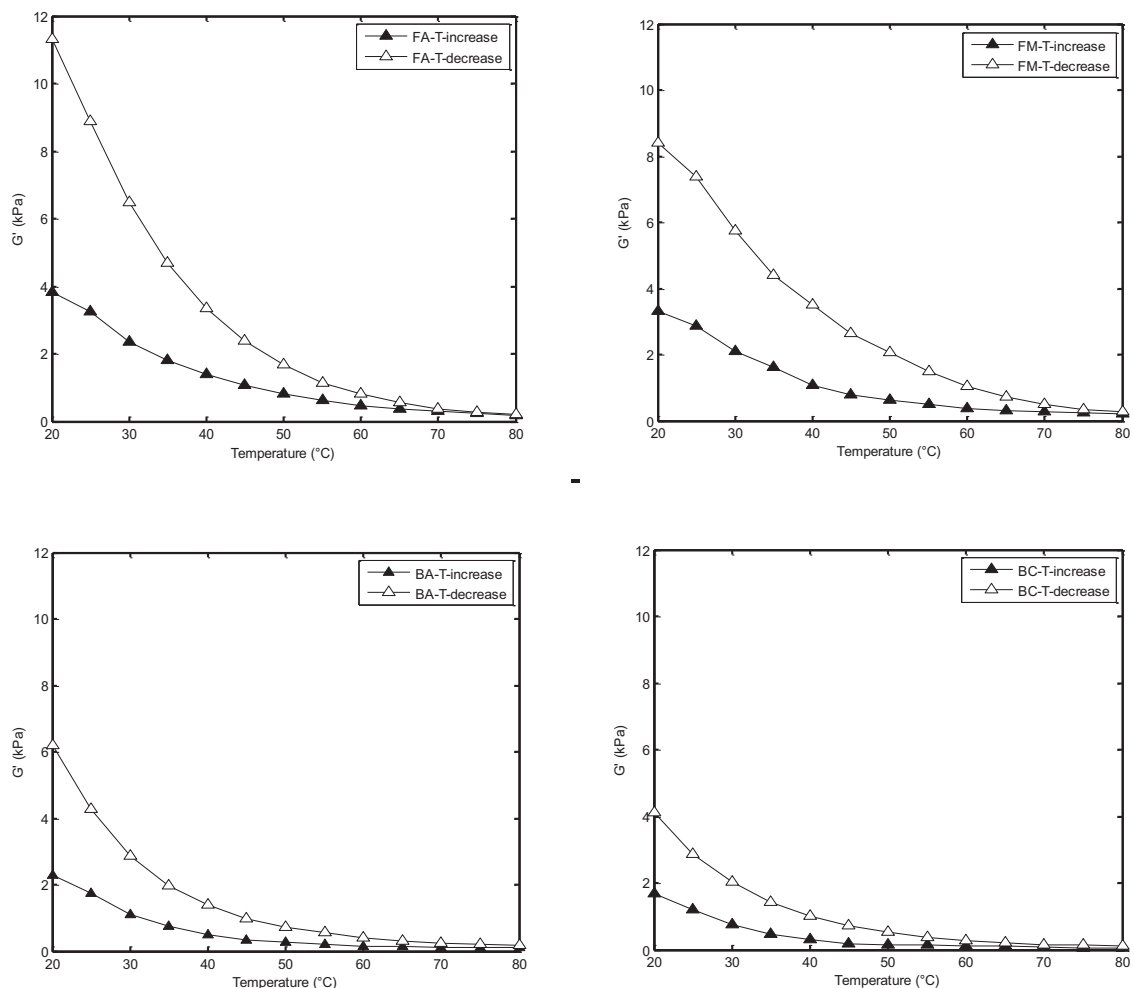 12
10
8
6
4
2
0
G' (kPa)
20 30 40 50 60 70 80
Temperature (°C)
FA-T-increase
FA-T-decrease
12
10
8
6
4
2
0
G' (kPa)
20 30 40 50 60 70 80
Temperature (°C)
FM-T-increase
FM-T-decrease
-
12
10
8
6
4
2
0
G' (kPa)
20 30 40 50 60 70 80
Temperature (°C)
BA-T-increase
BA-T-decrease
12
10
8
6
4
2
0
G' (kPa)
20 30 40 50 60 70 80
Temperature (°C)
BC-T-increase
BC-T-decrease